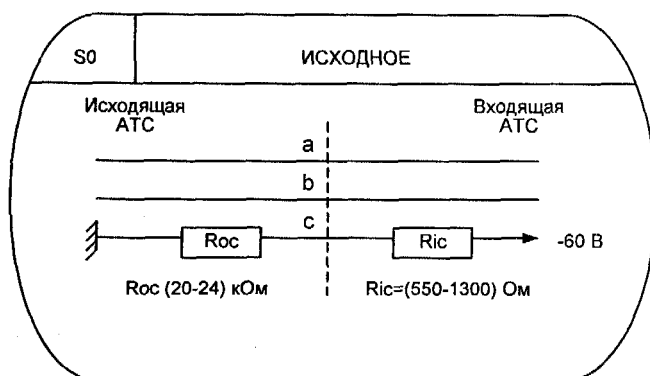 S0
ИСХОДНОЕ
Исходящая
АТС
Входящая
АТС
a
b
c
Roc
Ric
-60 В
Roc (20-24) кОм
Ric=(550-1300) Ом